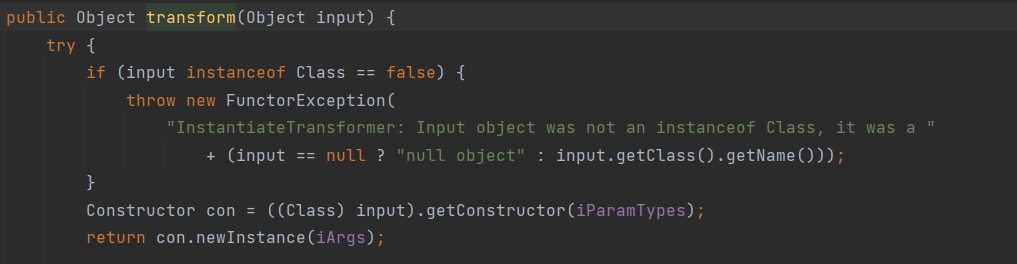 public Object transform(Object input) {
    try {
        if (input instanceof Class == false) {
            throw new FunctorException(
                "InstantiateTransformer: Input object was not an instanceof Class, it was a "
                    + (input == null ? "null object" : input.getClass().getName()));
        }
        Constructor con = ((Class) input).getConstructor(iParamTypes);
        return con.newInstance(iArgs);